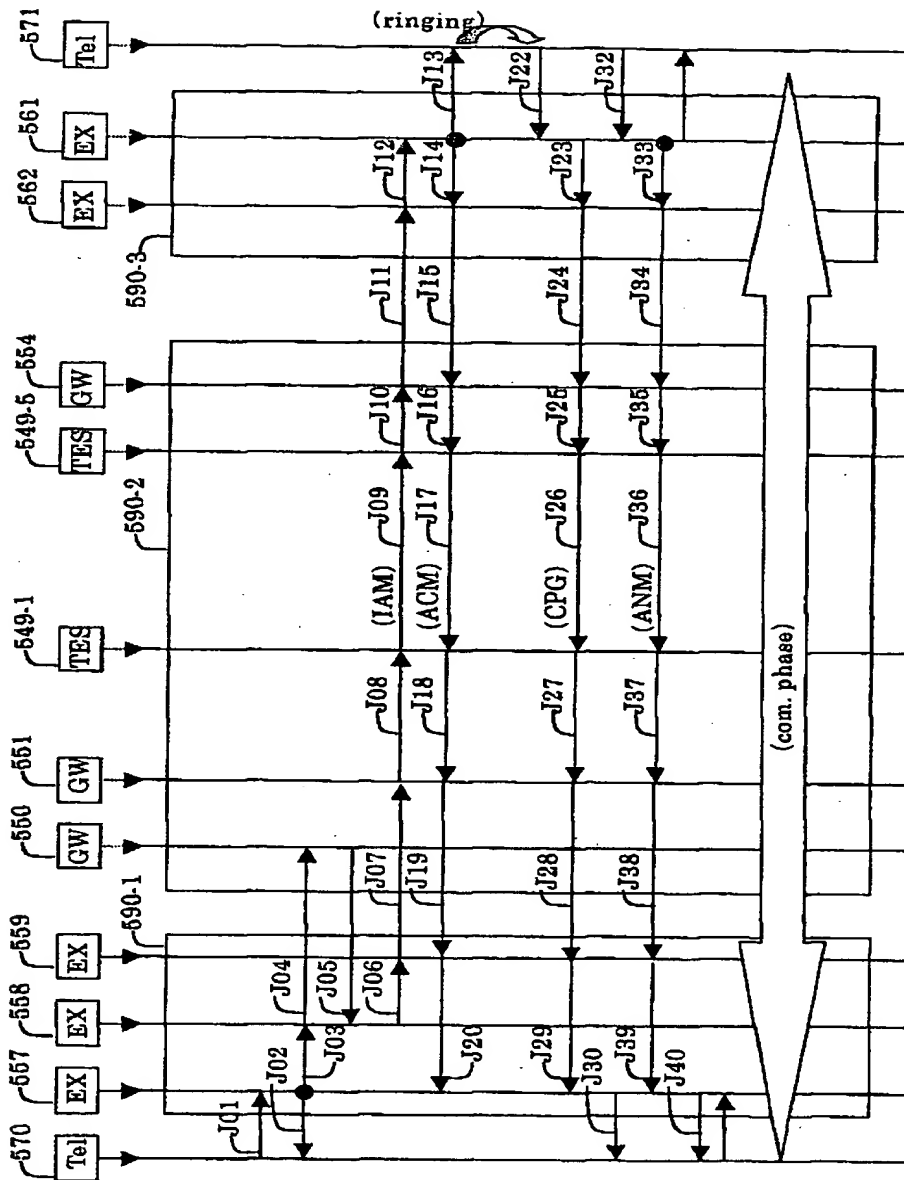 570
557
558
559
550
551
549-1
549-5
554
562
561
571
Tel
EX
EX
EX
GW
GW
TES
TES
GW
EX
EX
Tel
590-1
590-2
590-3
J01
J02
J03
J04
J05
J06
J07
J08
(IAM)
J09
J10
J11
J12
J13
(ringing)
J20
J19
J18
(ACM)
J17
J16
J15
J14
J22
J30
J29
J28
J27
(CPG)
J26
J25
J24
J23
J32
J40
J39
J38
J37
(ANM)
J36
J35
J34
J33
(com. phase)